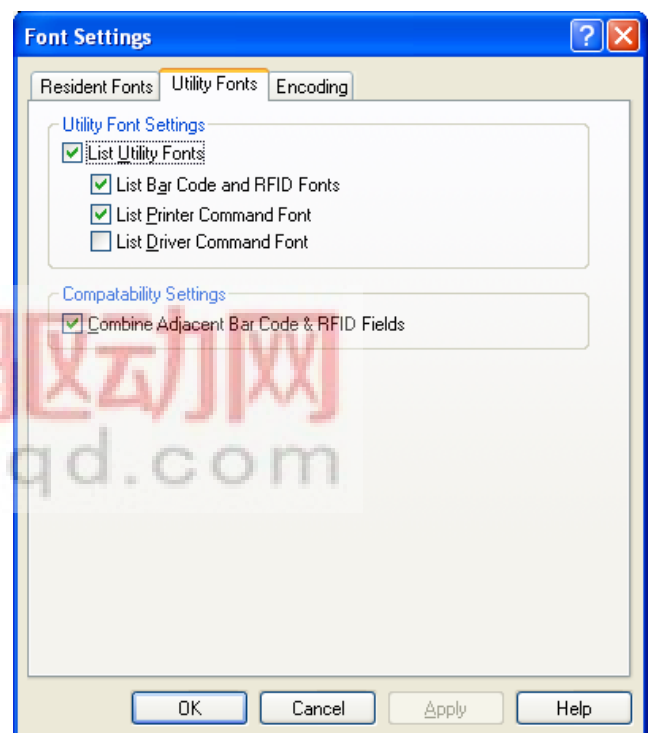 Font Settings
Resident Fonts Utility Fonts Encoding
Utility Font Settings
List Utility Fonts
List Bar Code and RFID Fonts
List Printer Command Font
List Driver Command Font
Compatability Settings
Combine Adjacent Bar Code & RFID Fields
驱动网
qd.com
OK Cancel Apply Help